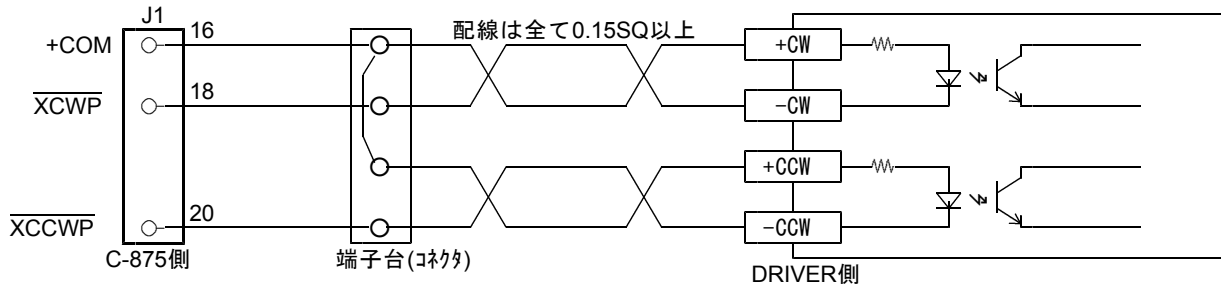 J1
+COM
16
配線は全て0.15SQ以上
+CW
XCWP
18
-CW
+CCW
XCCWP
20
-CCW
C-875側
端子台(ｺﾈｸﾀ)
DRIVER側